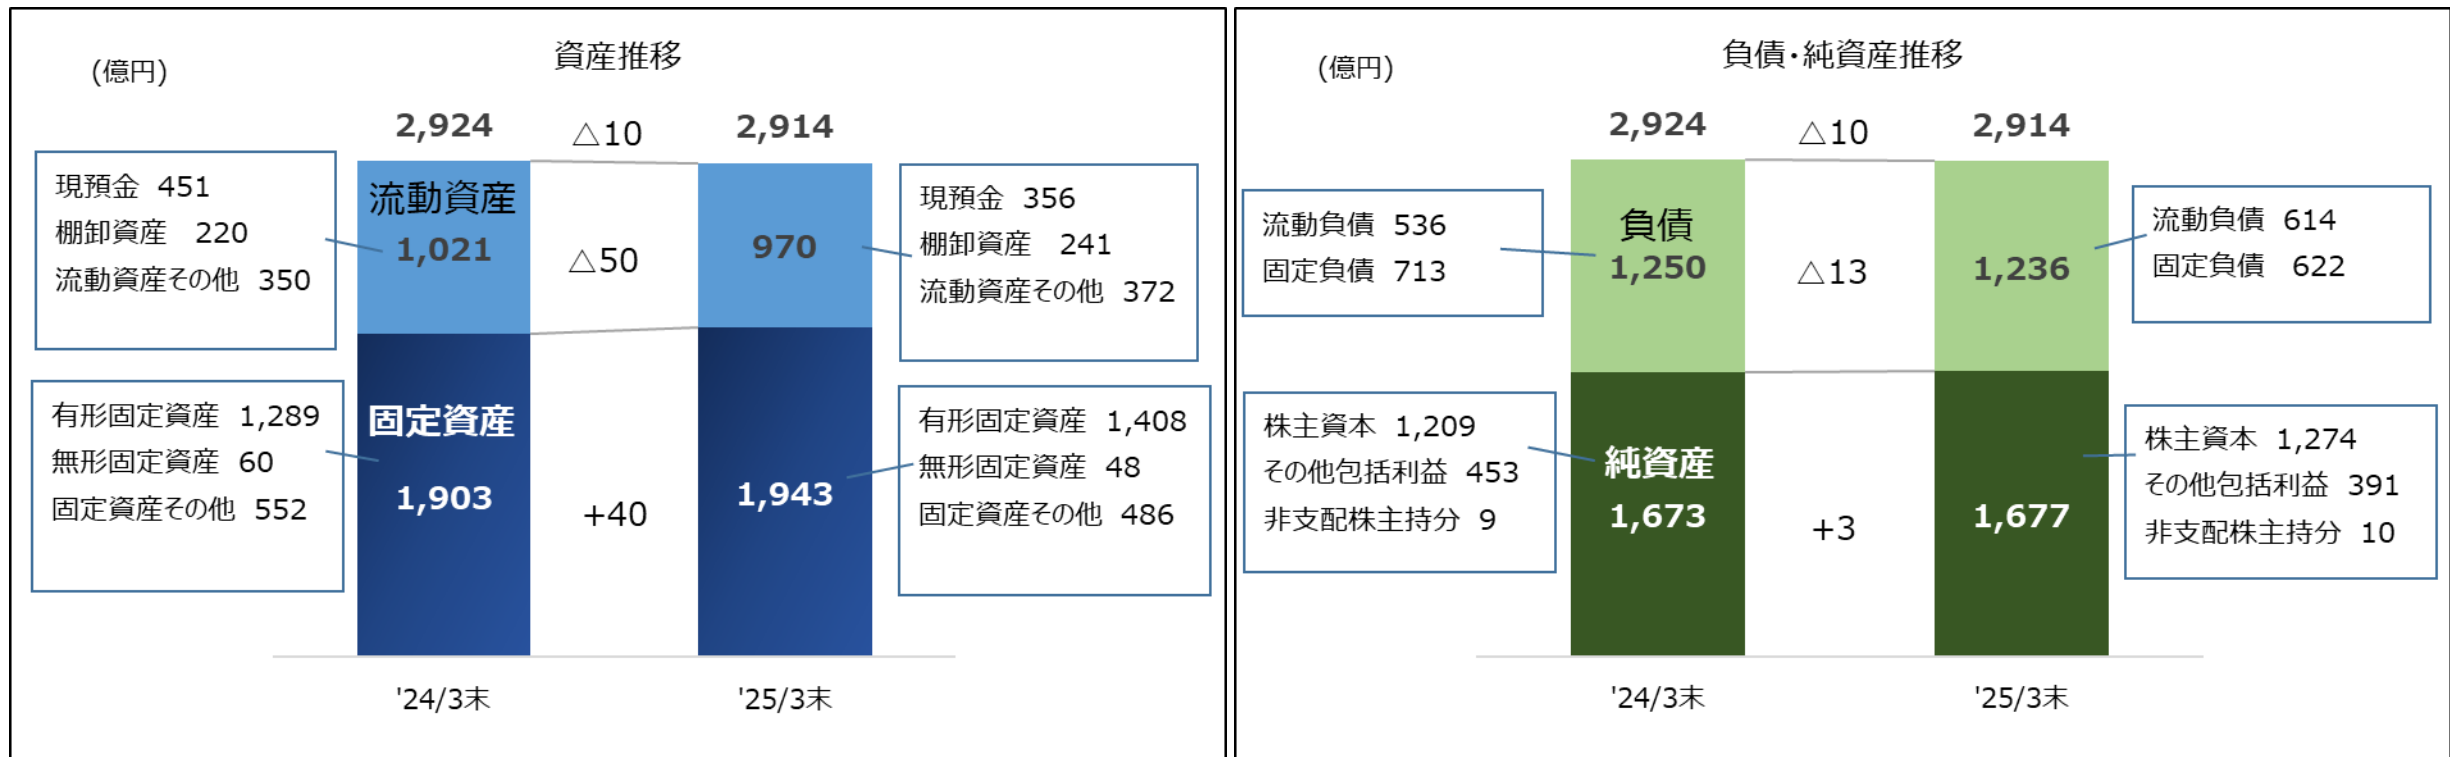 資産推移
(億円)
2,924
△10
2,914
現預金 451
棚卸資産 220
流動資産その他 350
流動資産
1,021
△50
970
現預金 356
棚卸資産 241
流動資産その他 372
有形固定資産 1,289
無形固定資産 60
固定資産その他 552
固定資産
1,903
+40
1,943
有形固定資産 1,408
無形固定資産 48
固定資産その他 486
'24/3末
'25/3末
負債・純資産推移
(億円)
2,924
△10
2,914
流動負債 536
固定負債 713
負債
1,250
△13
1,236
流動負債 614
固定負債 622
株主資本 1,209
その他包括利益 453
非支配株主持分 9
純資産
1,673
+3
1,677
株主資本 1,274
その他包括利益 391
非支配株主持分 10
'24/3末
'25/3末